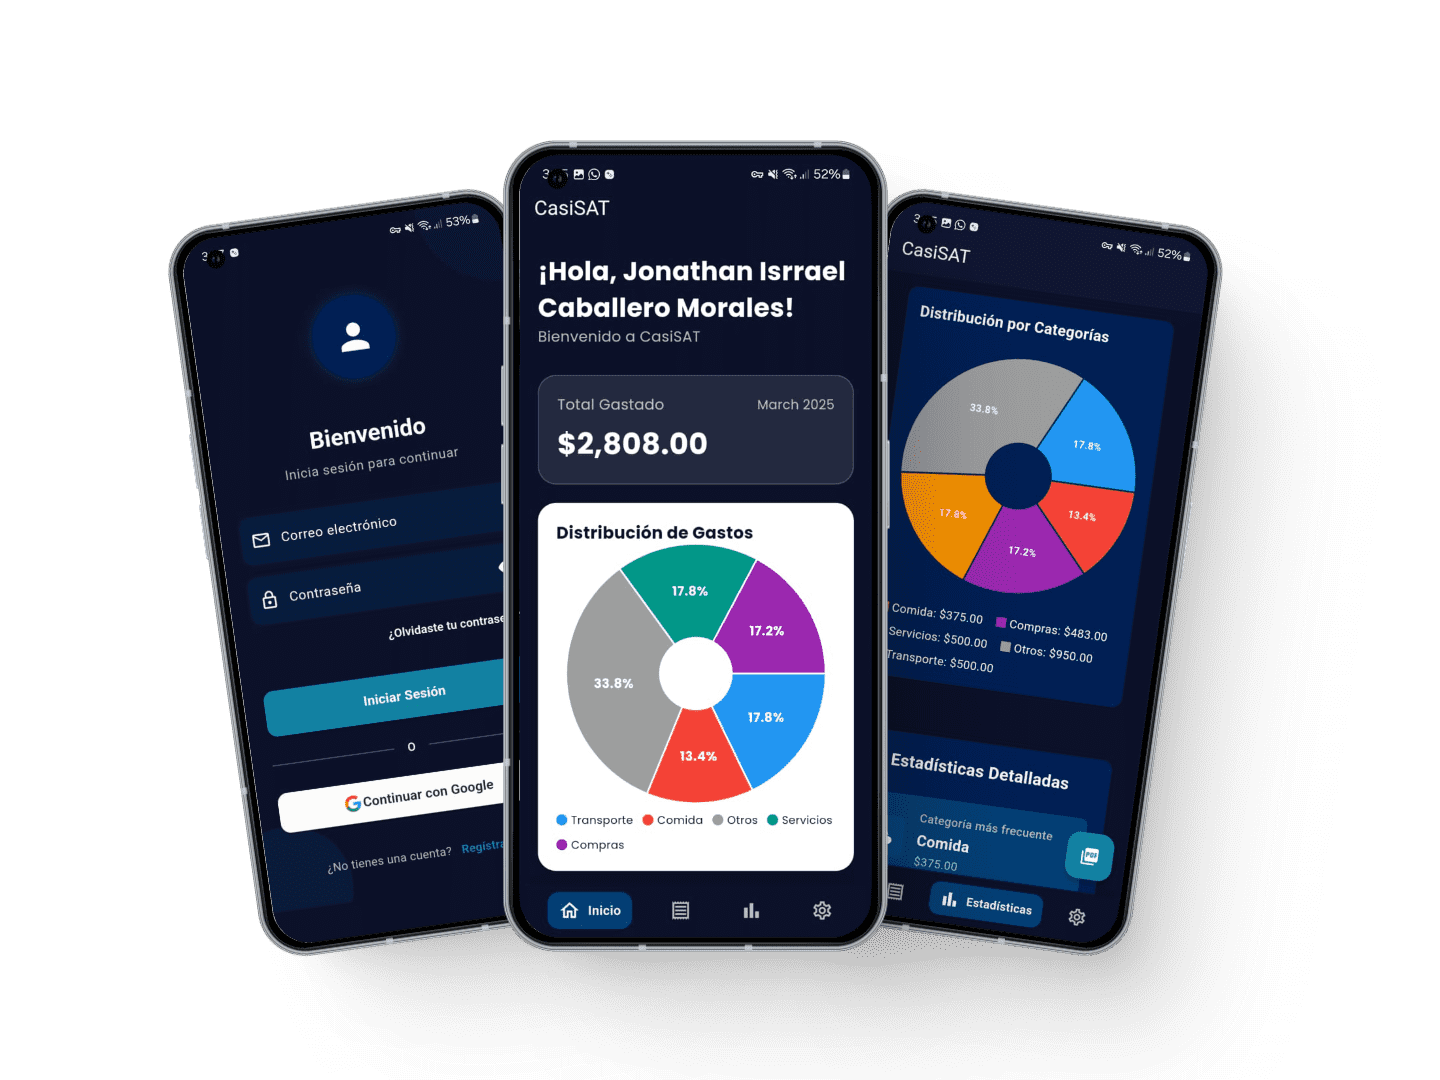 53%
Bienvenido
Inicia sesión para continuar
Correo electrónico
Contraseña
¿Olvidaste tu contrase
Iniciar Sesión
O
Continuar con Google
¿No tienes una cuenta? Registra
52%
CasiSAT
¡Hola, Jonathan Isrrael
Caballero Morales!
Bienvenido a CasiSAT
Total Gastado March 2025
$2,808.00
Distribución de Gastos
17.8%
17.2%
33.8%
17.8%
13.4%
Transporte Comida Otros Servicios
Compras
Inicio
52%
CasiSAT
Distribución por Categorías
33.8%
17.8%
17.8%
13.4%
17.2%
Comida: $375.00 Compras: $483.00
Servicios: $500.00 Otros: $950.00
Transporte: $500.00
Estadísticas Detalladas
Categoria más frecuente
Comida
$375.00
PDF
Estadísticas